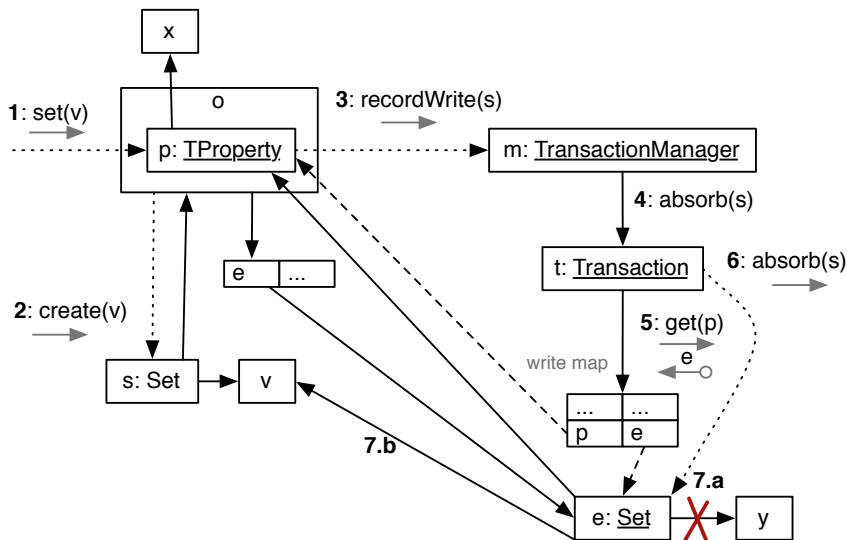 x
o
1: set(v)
3: recordWrite(s)
p: TProperty
m: TransactionManager
4: absorb(s)
e ...
t: Transaction
6: absorb(s)
2: create(v)
5: get(p)
e
write map
s: Set
v
... ...
p e
7.b
7.a
e: Set
y